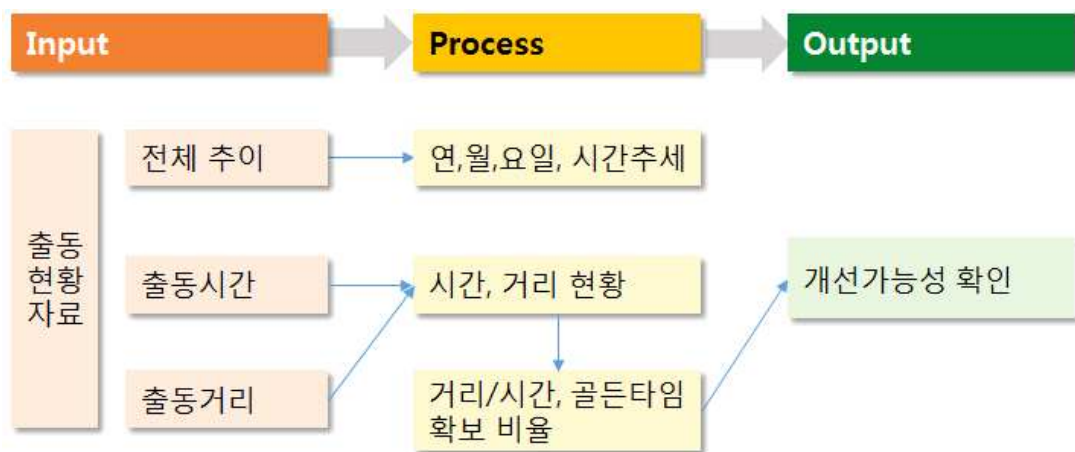 Input
Process
Output
출동
현황
자료
전체 추이
연,월,요일, 시간추세
출동시간
시간, 거리 현황
개선가능성 확인
출동거리
거리/시간, 골든타임
확보 비율